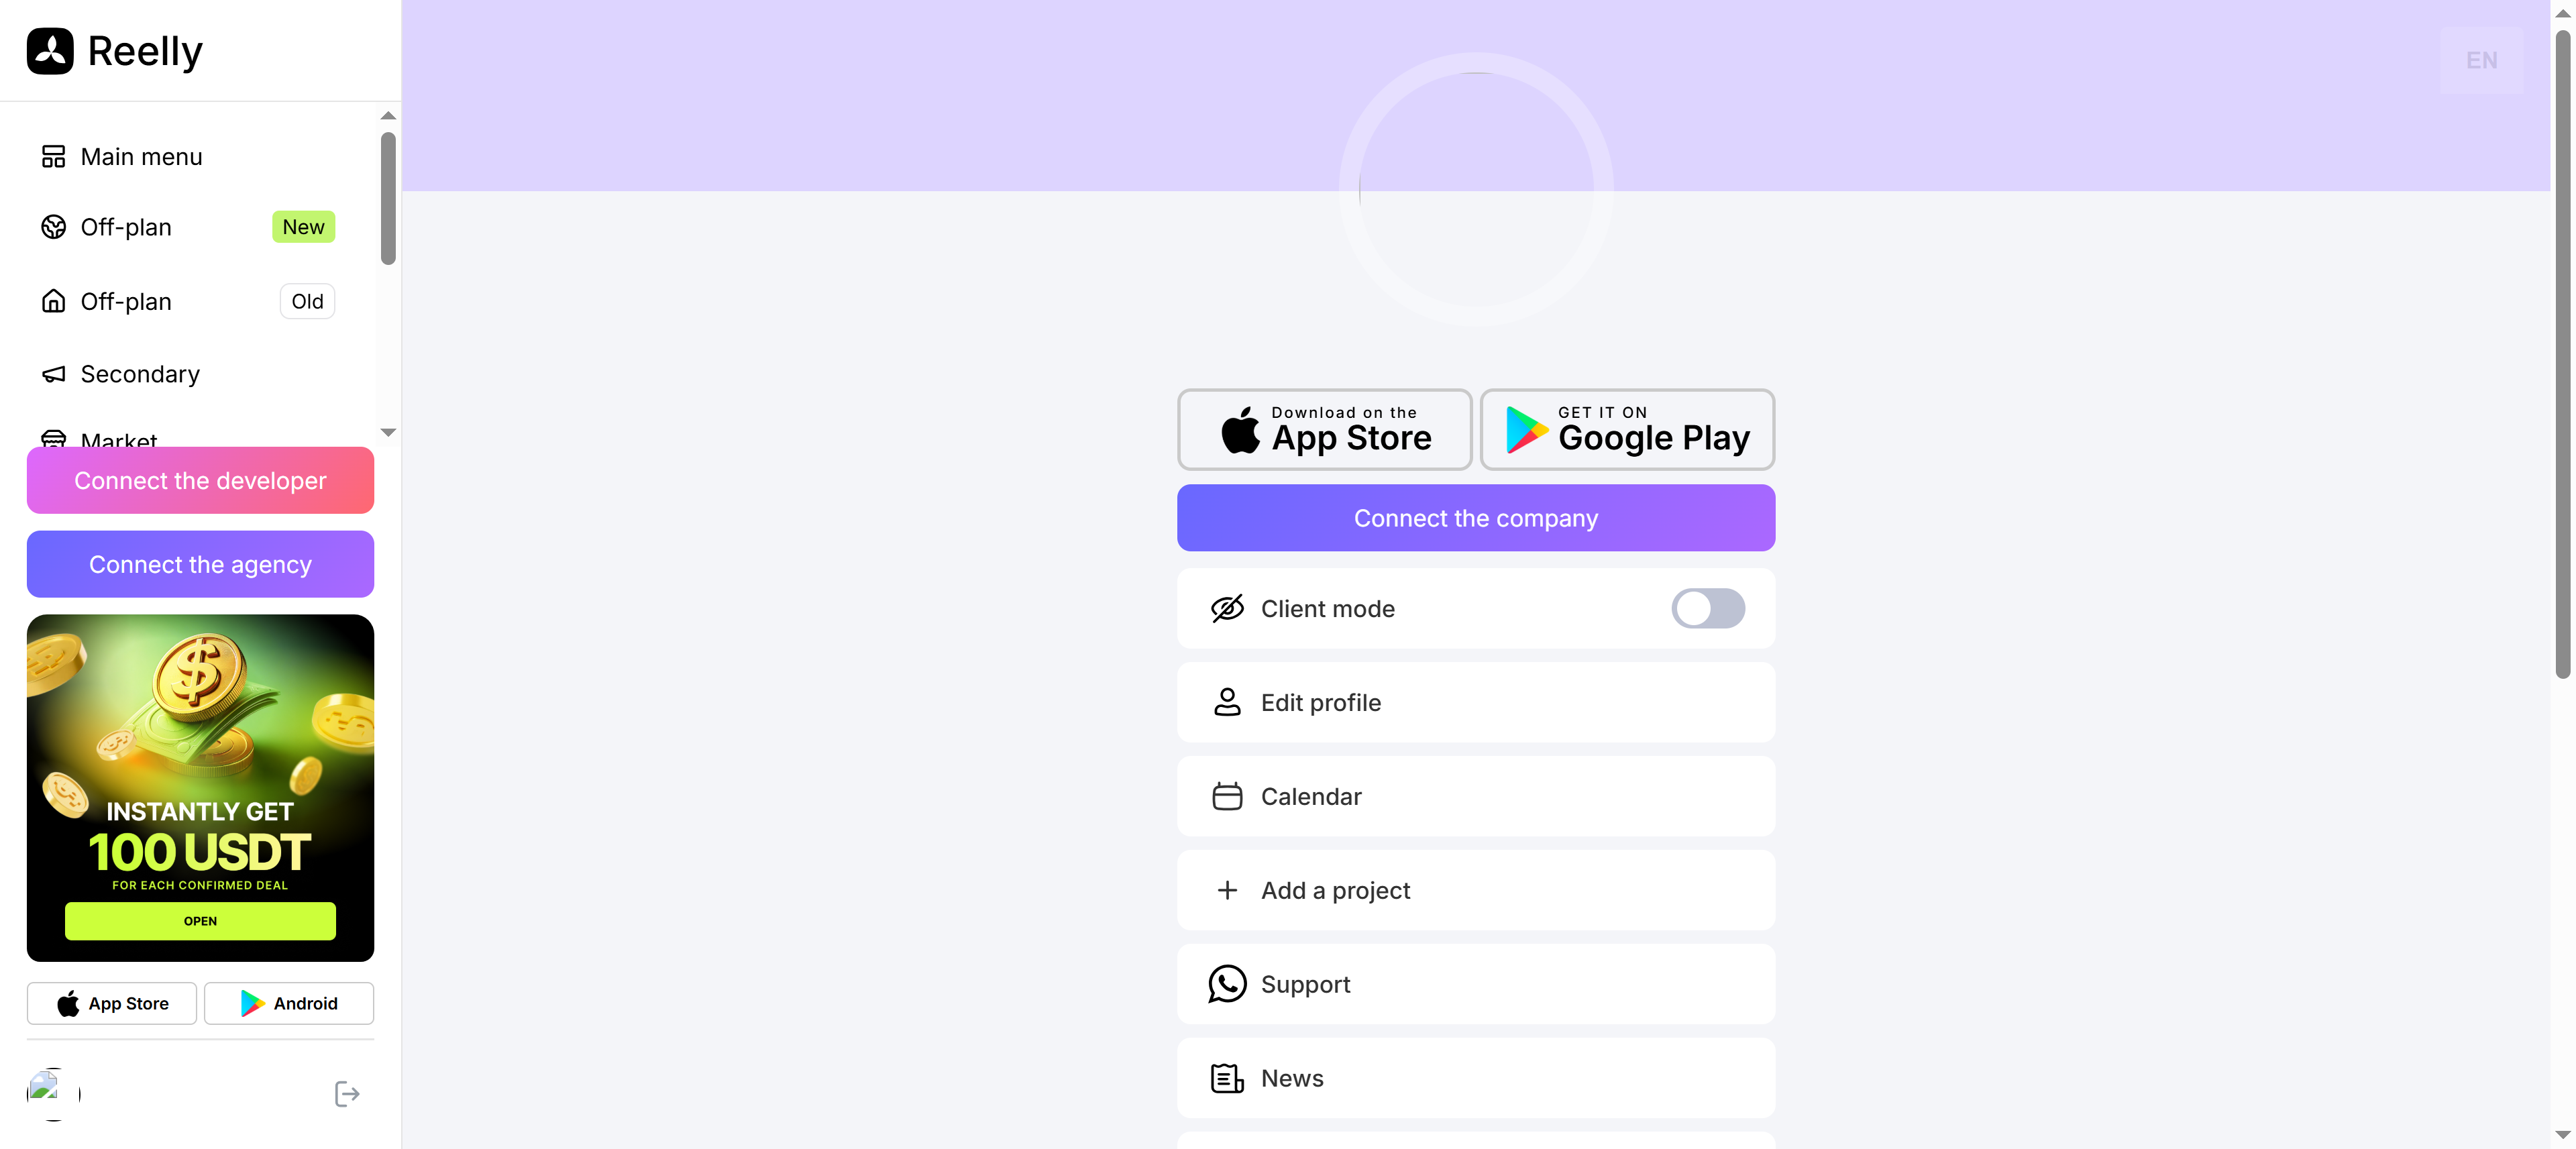 Reelly
Main menu
Off-plan New
Off-plan Old
Secondary
Market
Connect the developer
Connect the agency
INSTANTLY GET
100 USDT
FOR EACH CONFIRMED DEAL
OPEN
App Store
Android
EN
Download on the
App Store
GET IT ON
Google Play
Connect the company
Client mode
Edit profile
Calendar
Add a project
Support
News